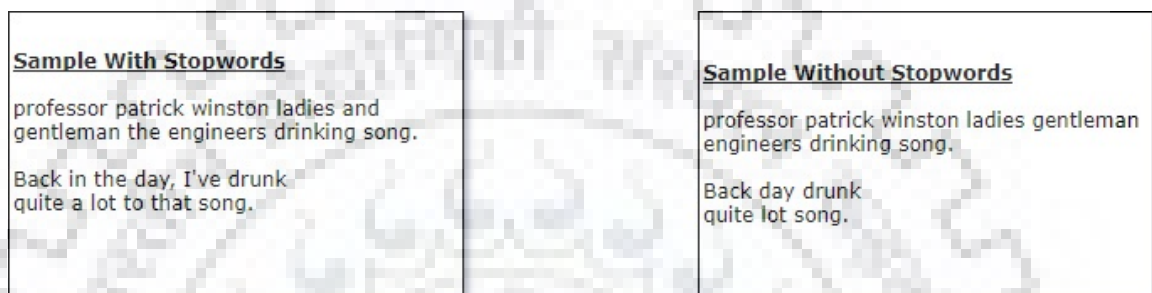 Sample With Stopwords
professor patrick winston ladies and
gentleman the engineers drinking song.
Back in the day, I've drunk
quite a lot to that song.
Sample Without Stopwords
professor patrick winston ladies gentleman
engineers drinking song.
Back day drunk
quite lot song.